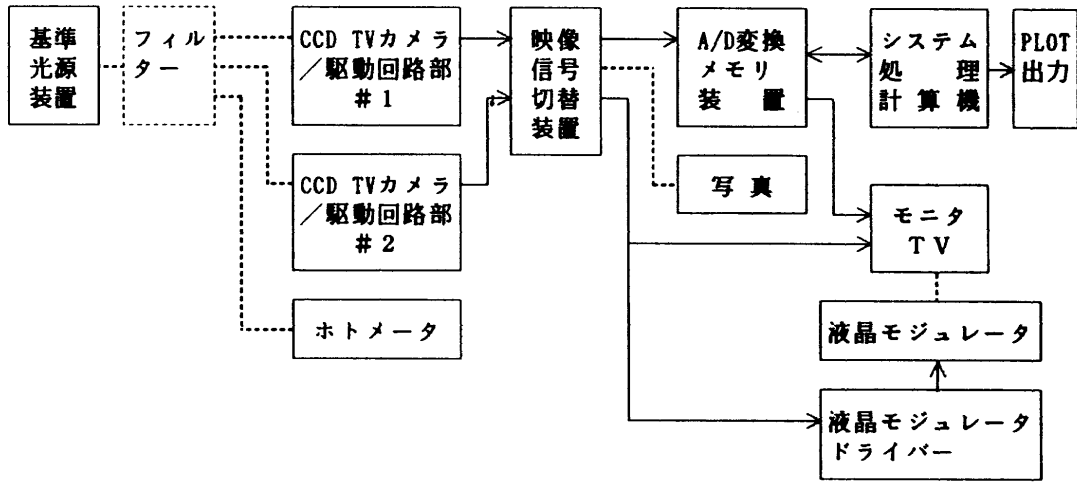 基準
光源
装置
フィル
ター
CCD TVカメラ
／駆動回路部
＃1
CCD TVカメラ
／駆動回路部
＃2
ホトメータ
映像
信号
切替
装置
A/D変換
メモリ
装置
写真
システム
処理
計算機
PLOT
出力
モニタ
TV
液晶モジュレータ
液晶モジュレータ
ドライバー